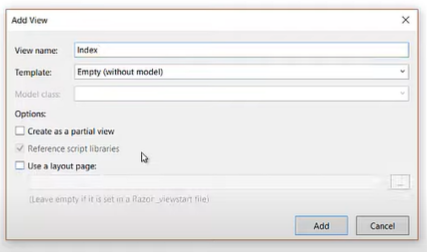 Add View
View name: Index
Template: Empty (without model)
Model class:
Options:
Create as a partial view
Reference script libraries
Use a layout page:
...
(Leave empty if it is set in a Razor _viewstart file)
Add Cancel